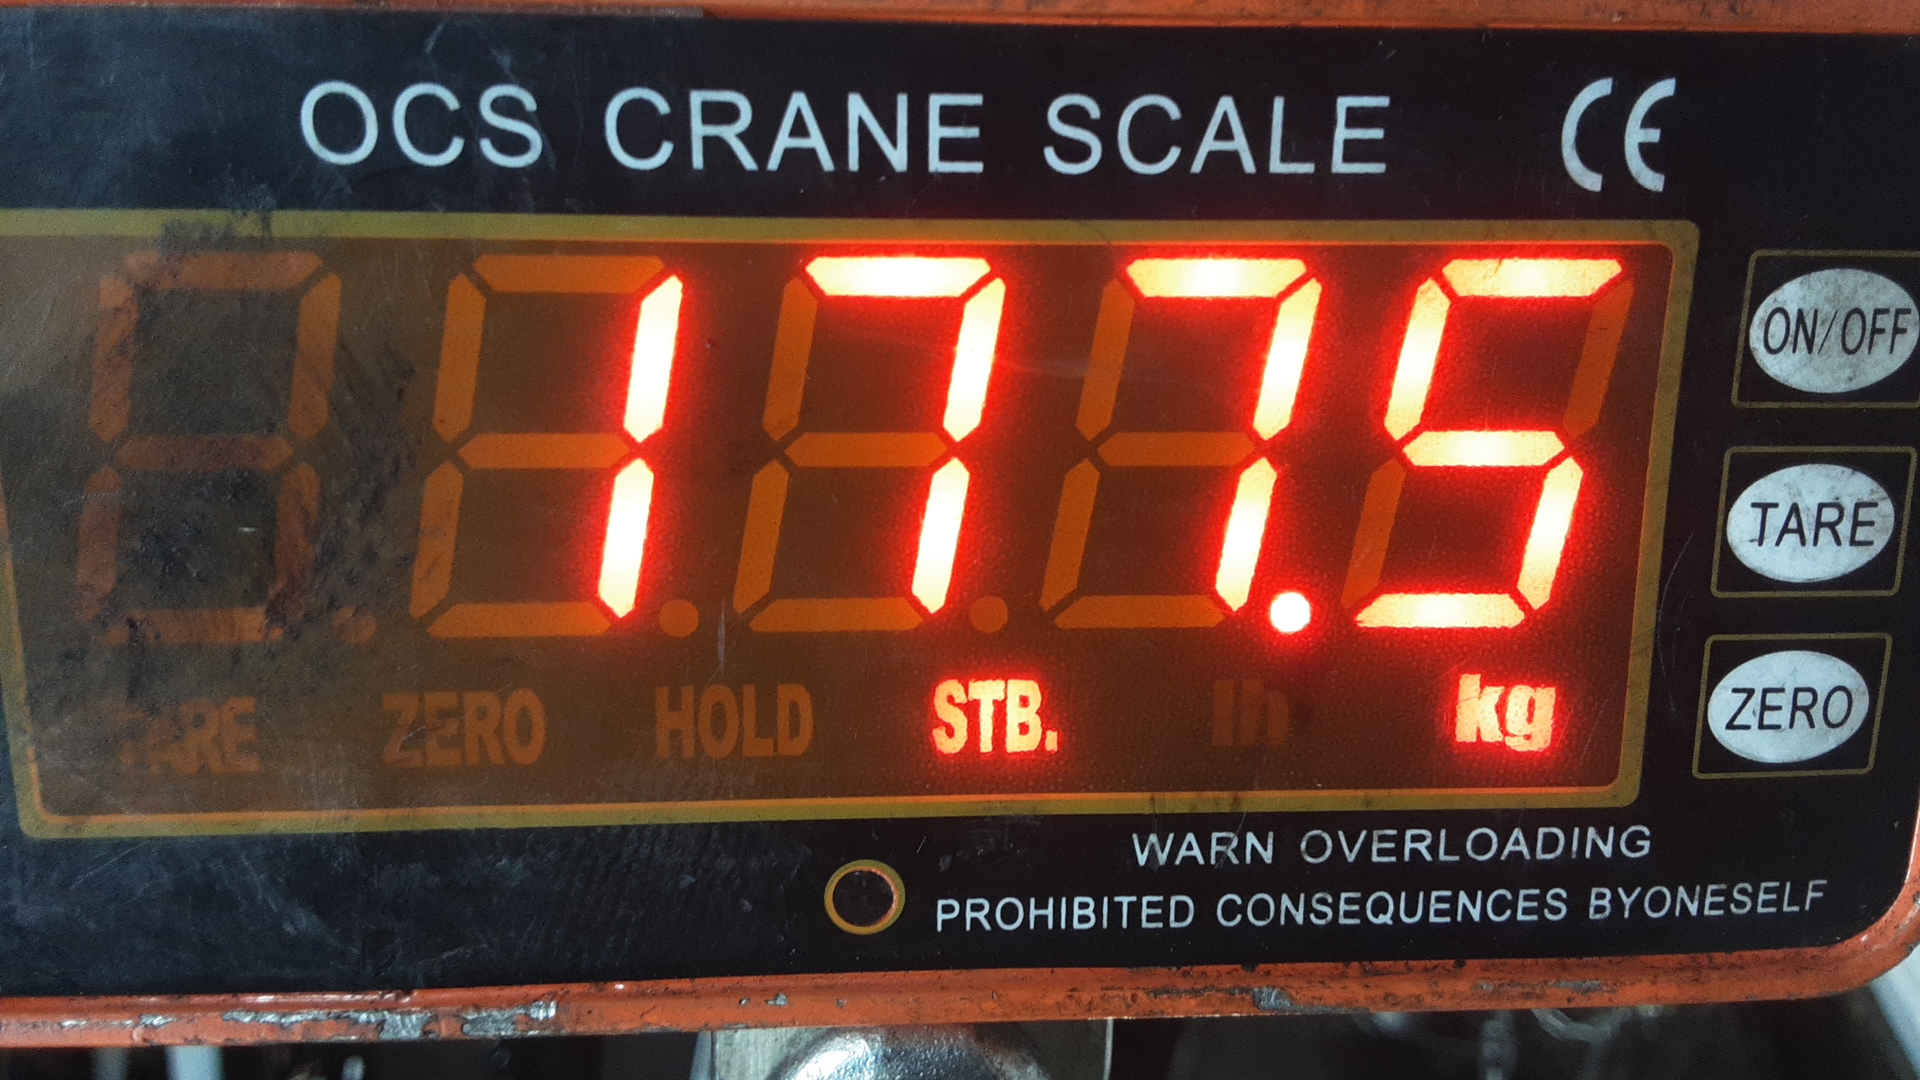 OCS CRANE SCALE CE
177.5
ON/OFF
TARE
ZERO
TARE ZERO HOLD STB. lb kg
WARN OVERLOADING
PROHIBITED CONSEQUENCES BYONESELF